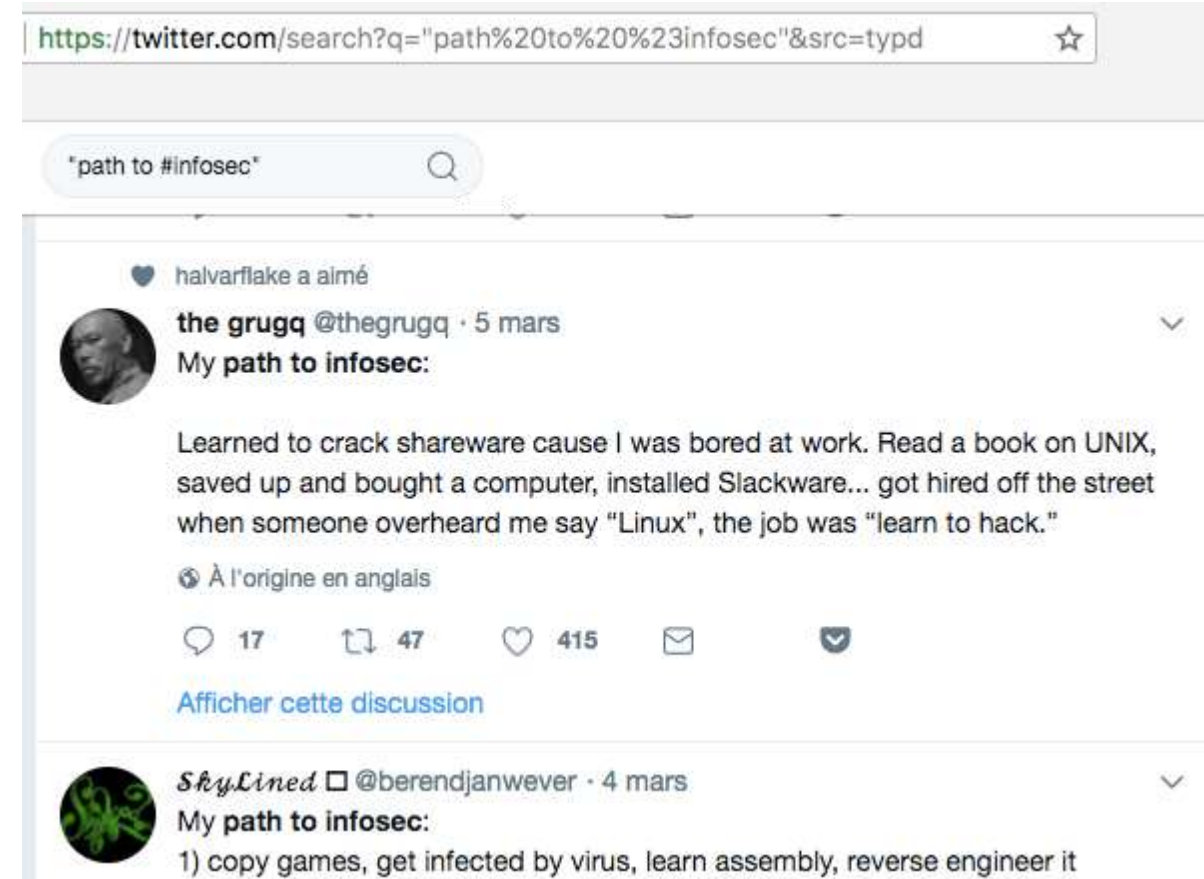 https://twitter.com/search?q="path%20to%20%23infosec"&src=typd
"path to #infosec"
halvarflake a aimé
the grugq @thegrugq · 5 mars
My path to infosec:
Learned to crack shareware cause I was bored at work. Read a book on UNIX,
saved up and bought a computer, installed Slackware... got hired off the street
when someone overheard me say “Linux”, the job was “learn to hack.”
À l'origine en anglais
17 47 415
Afficher cette discussion
SkyLined □ @berendjanwever · 4 mars
My path to infosec:
1) copy games, get infected by virus, learn assembly, reverse engineer it